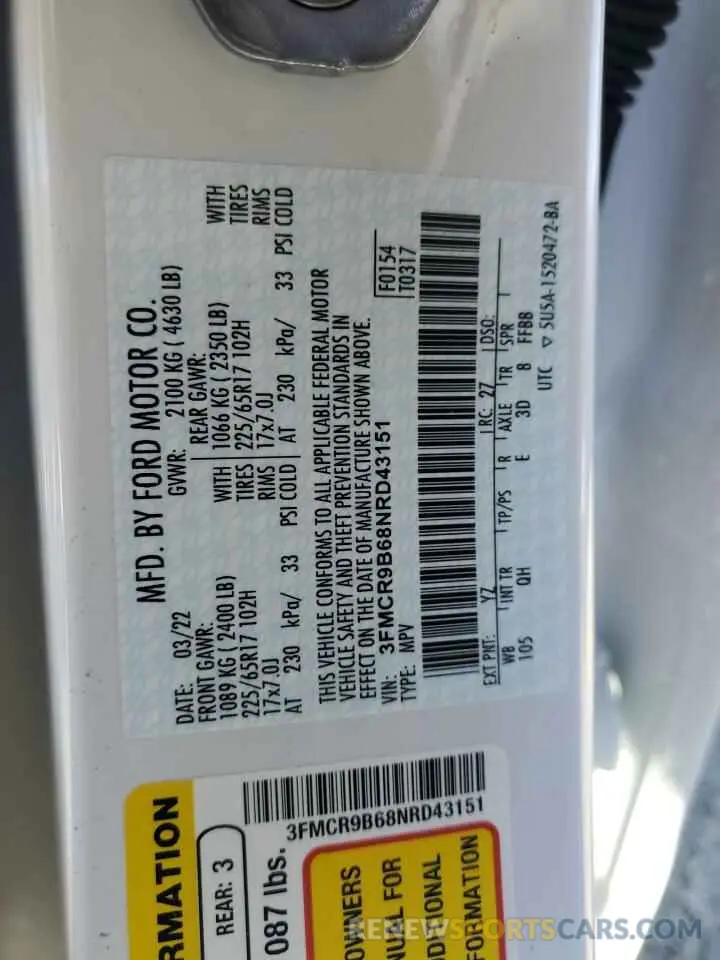 MFD. BY FORD MOTOR CO.
DATE: 03/22 GVWR: 2100 KG ( 4630 LB)
FRONT GAWR: REAR GAWR:
1089 KG ( 2400 LB) WITH 1066 KG ( 2350 LB) WITH
225/65R17 102H TIRES 225/65R17 102H TIRES
17x7.0J RIMS 17x7.0J RIMS
AT 230 kPa/ 33 PSI COLD AT 230 kPa/ 33 PSI COLD
THIS VEHICLE CONFORMS TO ALL APPLICABLE FEDERAL MOTOR
VEHICLE SAFETY AND THEFT PREVENTION STANDARDS IN
EFFECT ON THE DATE OF MANUFACTURE SHOWN ABOVE.
VIN: 3FMCR9B68NRD43151 F0154
TYPE: MPV T0317
EXT PNT: YZ RC: 27 DSO:
WB INT TR TP/PS R AXLE TR SPR
105 QH E 3D 8 FFBB
UTC ▽ 5U5A-1520472-BA
RMATION
REAR: 3
087 lbs.
3FMCR9B68NRD43151
OWNERS
NUAL FOR
DDITIONAL
FORMATION
RENEWSPORTSCARS.COM